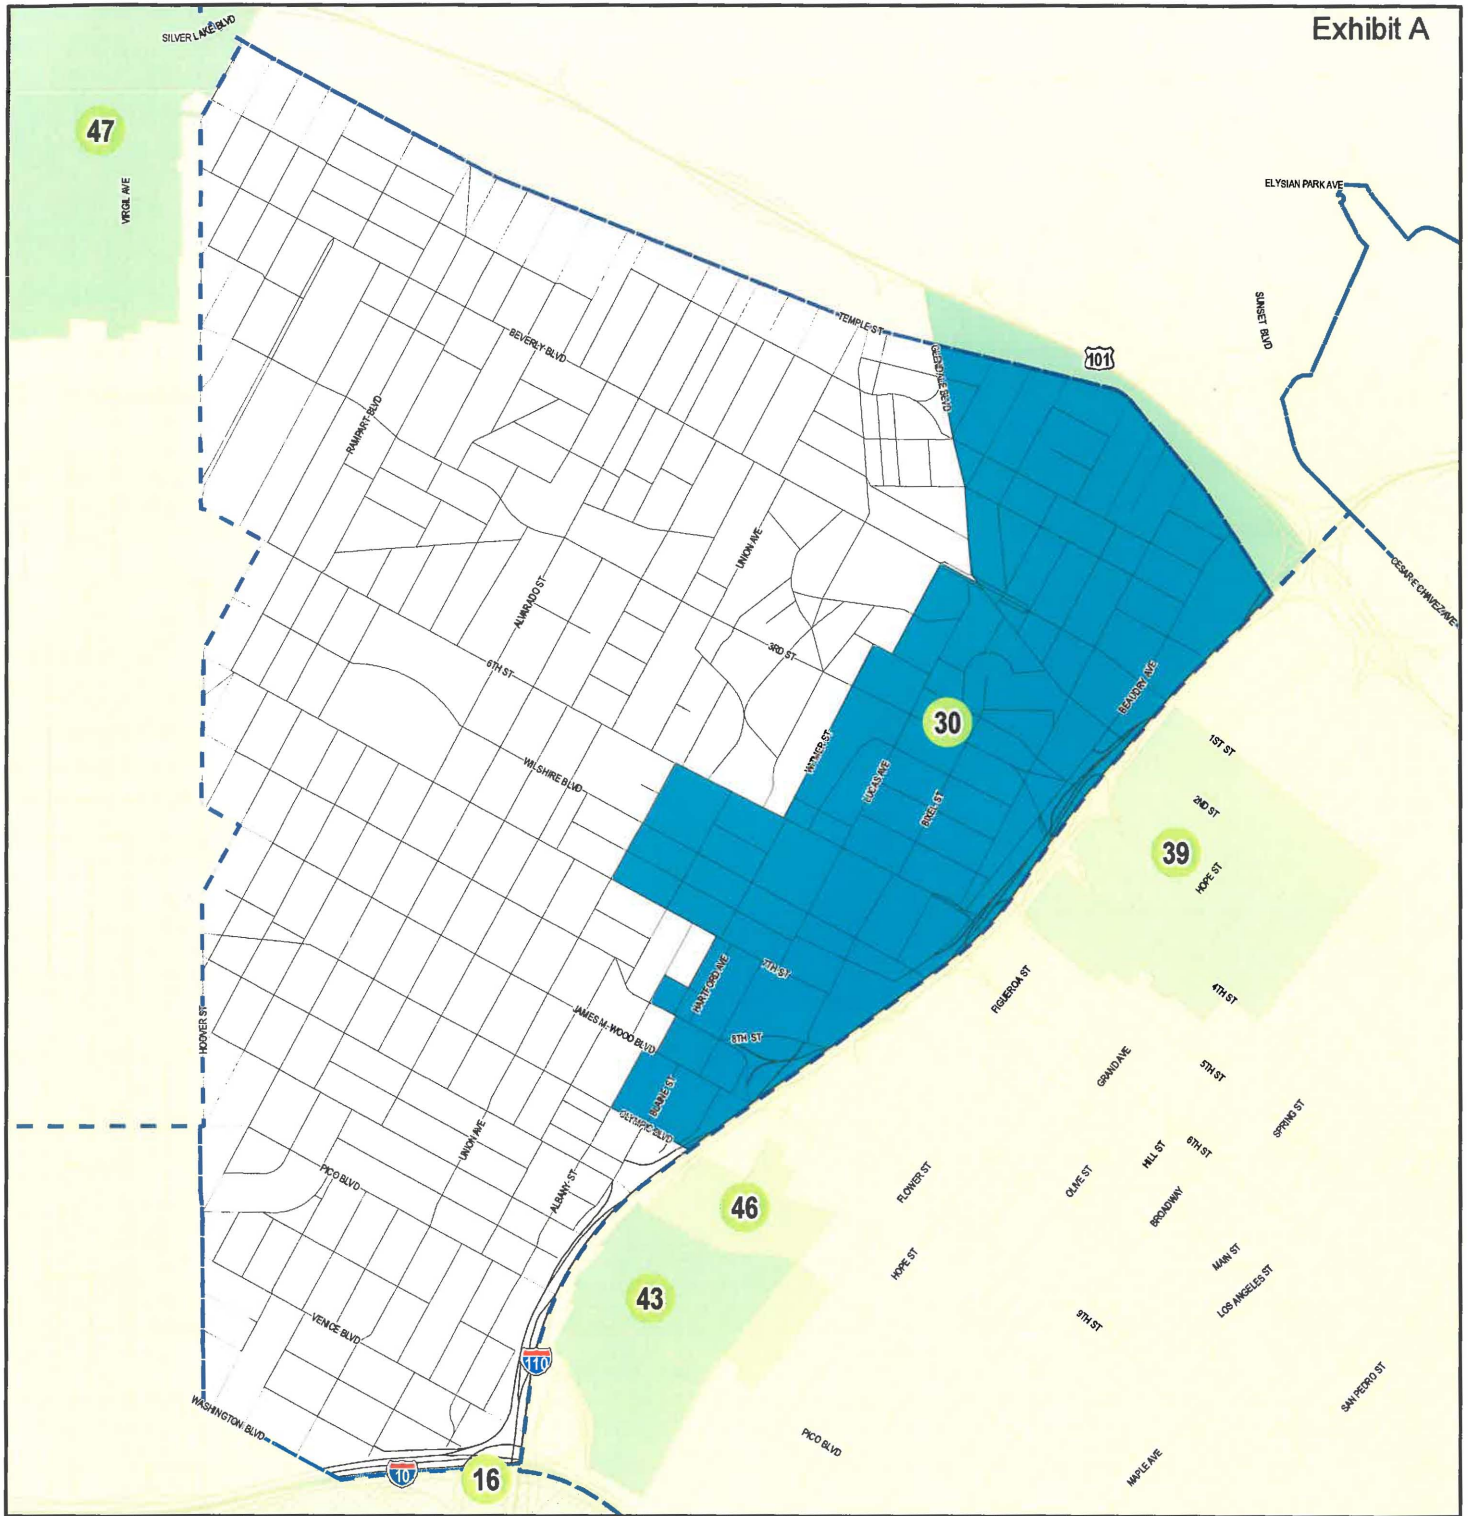 Exhibit A
SILVER LAKE BLVD
47
VIRGIL AVE
ELYSIAN PARK AVE
SUNSET BLVD
TEMPLE ST
BEVERLY BLVD
101
GLENDALE BLVD
RAMPART BLVD
UNION AVE
ALVARADO ST
CESAR E CHAVEZ AVE
3RD ST
6TH ST
BEAUDRY AVE
30
WITMER ST
1ST ST
LUCAS AVE
WILSHIRE BLVD
BIXEL ST
2ND ST
39
HOPE ST
7TH ST
HARTFORD AVE
FIGUEROA ST
4TH ST
HOOVER ST
JAMES M. WOOD BLVD
8TH ST
GRAND AVE
5TH ST
BLAINE ST
OLYMPIC BLVD
SPRING ST
UNION AVE
HILL ST
6TH ST
PICO BLVD
ALBANY ST
FLOWER ST
OLIVE ST
46
BROADWAY
HOPE ST
MAIN ST
43
LOS ANGELES ST
VENICE BLVD
9TH ST
110
SAN PEDRO ST
WASHINGTON BLVD
PICO BLVD
10
16
MAPLE AVE